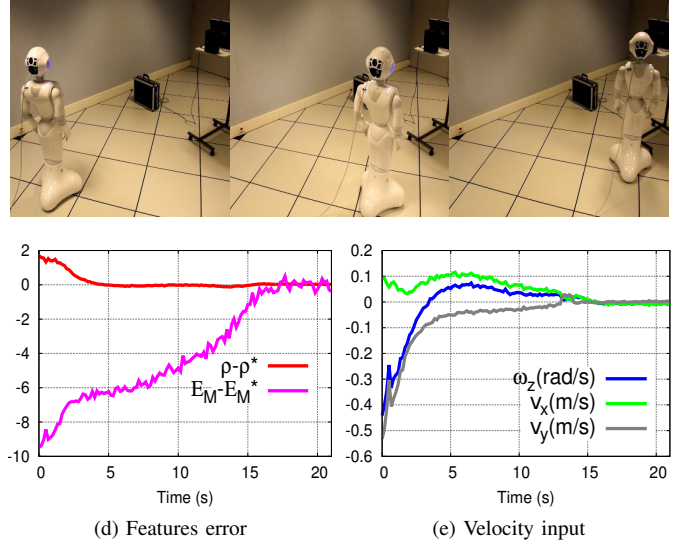 2
0
-2
-4
-6
-8
-10
0 5 10 15 20
Time (s)
ρ-ρ*
E_M-E_M*
(d) Features error
0.2
0.1
0
-0.1
-0.2
-0.3
-0.4
-0.5
-0.6
0 5 10 15 20
Time (s)
ω_z(rad/s)
v_x(m/s)
v_y(m/s)
(e) Velocity input